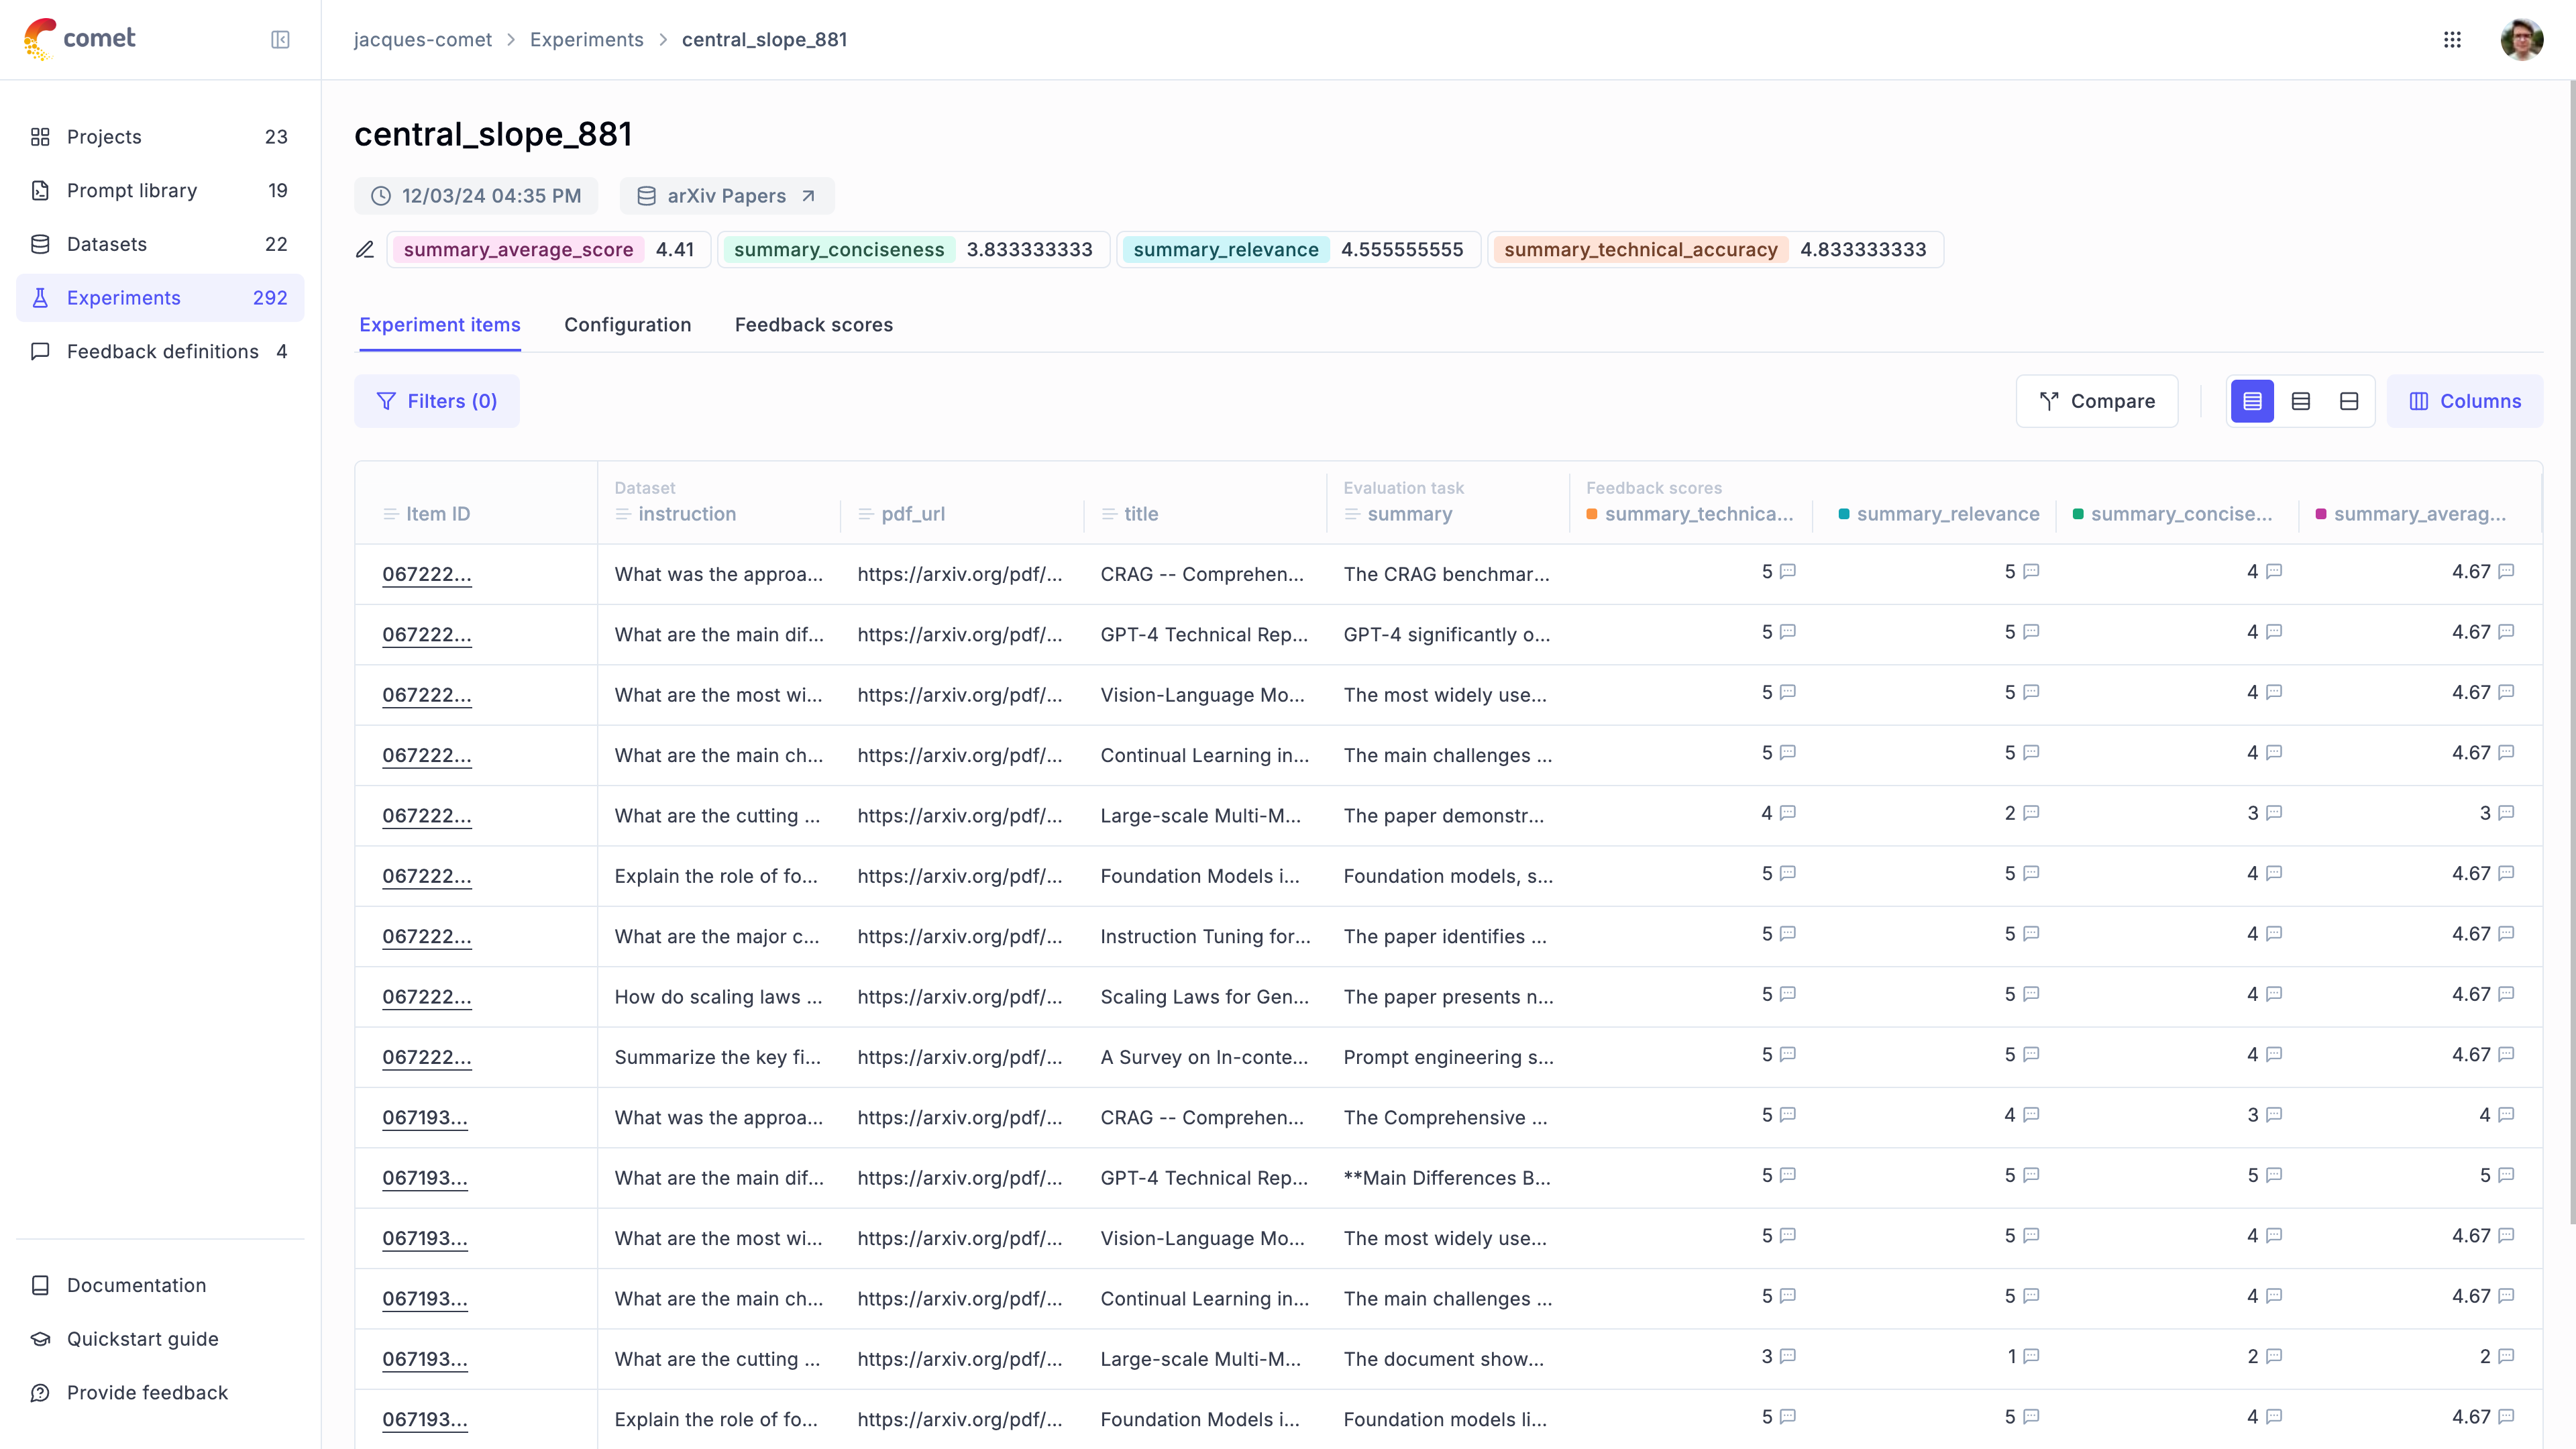 comet
jacques-comet > Experiments > central_slope_881
Projects 23
Prompt library 19
Datasets 22
Experiments 292
Feedback definitions 4
Documentation
Quickstart guide
Provide feedback
central_slope_881
12/03/24 04:35 PM arXiv Papers
summary_average_score 4.41 summary_conciseness 3.833333333 summary_relevance 4.555555555 summary_technical_accuracy 4.833333333
Experiment items Configuration Feedback scores
Filters (0) Compare Columns
Dataset Evaluation task Feedback scores
Item ID instruction pdf_url title summary summary_technica... summary_relevance summary_concise... summary_averag...
067222... What was the approa... https://arxiv.org/pdf/... CRAG -- Comprehen... The CRAG benchmar... 5 5 4 4.67
067222... What are the main dif... https://arxiv.org/pdf/... GPT-4 Technical Rep... GPT-4 significantly o... 5 5 4 4.67
067222... What are the most wi... https://arxiv.org/pdf/... Vision-Language Mo... The most widely use... 5 5 4 4.67
067222... What are the main ch... https://arxiv.org/pdf/... Continual Learning in... The main challenges ... 5 5 4 4.67
067222... What are the cutting ... https://arxiv.org/pdf/... Large-scale Multi-M... The paper demonstr... 4 2 3 3
067222... Explain the role of fo... https://arxiv.org/pdf/... Foundation Models i... Foundation models, s... 5 5 4 4.67
067222... What are the major c... https://arxiv.org/pdf/... Instruction Tuning for... The paper identifies ... 5 5 4 4.67
067222... How do scaling laws ... https://arxiv.org/pdf/... Scaling Laws for Gen... The paper presents n... 5 5 4 4.67
067222... Summarize the key fi... https://arxiv.org/pdf/... A Survey on In-conte... Prompt engineering s... 5 5 4 4.67
067193... What was the approa... https://arxiv.org/pdf/... CRAG -- Comprehen... The Comprehensive ... 5 4 3 4
067193... What are the main dif... https://arxiv.org/pdf/... GPT-4 Technical Rep... **Main Differences B... 5 5 5 5
067193... What are the most wi... https://arxiv.org/pdf/... Vision-Language Mo... The most widely use... 5 5 4 4.67
067193... What are the main ch... https://arxiv.org/pdf/... Continual Learning in... The main challenges ... 5 5 4 4.67
067193... What are the cutting ... https://arxiv.org/pdf/... Large-scale Multi-M... The document show... 3 1 2 2
067193... Explain the role of fo... https://arxiv.org/pdf/... Foundation Models i... Foundation models li... 5 5 4 4.67